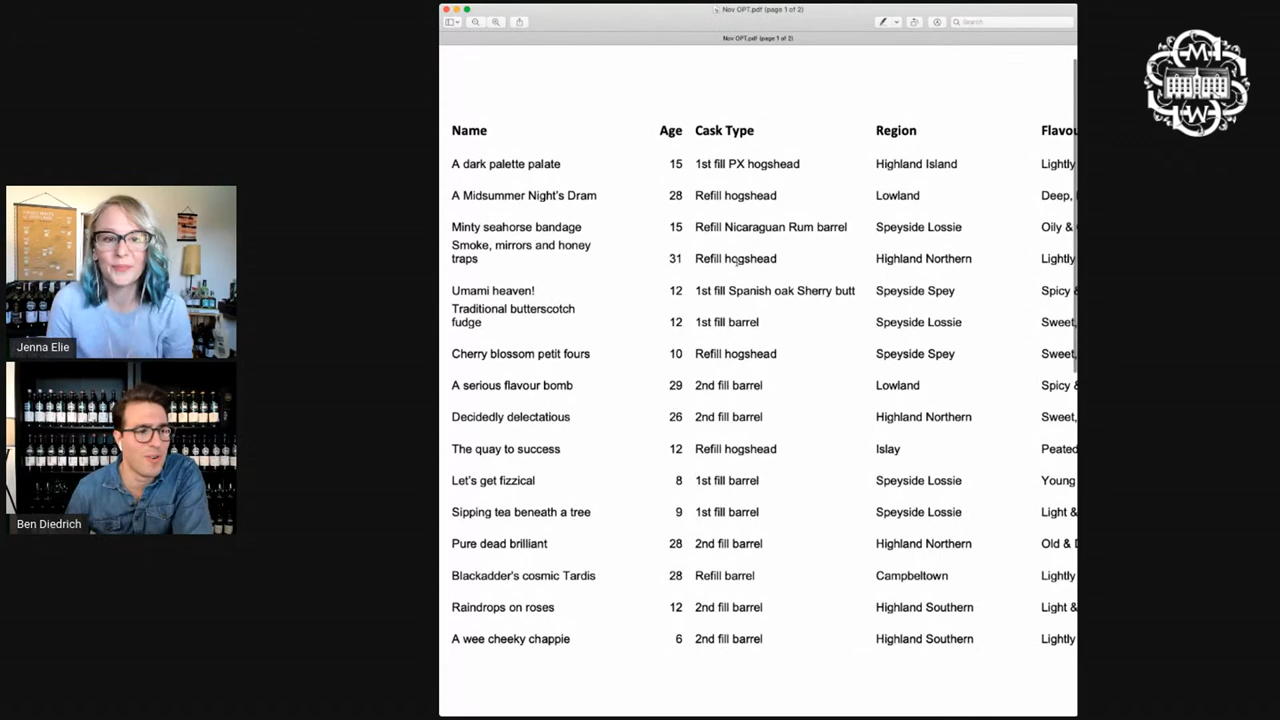 Nov OPT.pdf (page 1 of 2)
Search
Nov OPT.pdf (page 1 of 2)
Name Age Cask Type Region Flavou
A dark palette palate 15 1st fill PX hogshead Highland Island Lightly
A Midsummer Night's Dram 28 Refill hogshead Lowland Deep,
Minty seahorse bandage 15 Refill Nicaraguan Rum barrel Speyside Lossie Oily &
Smoke, mirrors and honey
traps 31 Refill hogshead Highland Northern Lightly
Umami heaven! 12 1st fill Spanish oak Sherry butt Speyside Spey Spicy &
Traditional butterscotch
fudge 12 1st fill barrel Speyside Lossie Sweet,
Cherry blossom petit fours 10 Refill hogshead Speyside Spey Sweet,
A serious flavour bomb 29 2nd fill barrel Lowland Spicy &
Decidedly delectatious 26 2nd fill barrel Highland Northern Sweet,
The quay to success 12 Refill hogshead Islay Peated
Let's get fizzical 8 1st fill barrel Speyside Lossie Young
Sipping tea beneath a tree 9 1st fill barrel Speyside Lossie Light &
Pure dead brilliant 28 2nd fill barrel Highland Northern Old & D
Blackadder's cosmic Tardis 28 Refill barrel Campbeltown Lightly
Raindrops on roses 12 2nd fill barrel Highland Southern Light &
A wee cheeky chappie 6 2nd fill barrel Highland Southern Lightly
Jenna Elie
Ben Diedrich
M
S S
W